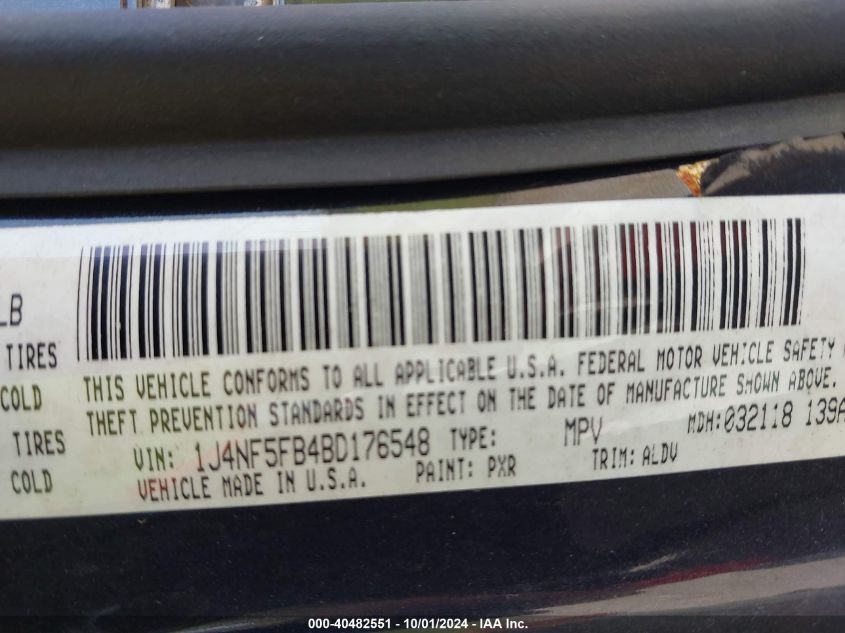 LB
TIRES
COLD
TIRES
COLD
THIS VEHICLE CONFORMS TO ALL APPLICABLE U.S.A. FEDERAL MOTOR VEHICLE SAFETY
THEFT PREVENTION STANDARDS IN EFFECT ON THE DATE OF MANUFACTURE SHOWN ABOVE.
VIN: 1J4NF5FB4BD176548 TYPE: MPV MDH:032118 139A
VEHICLE MADE IN U.S.A. PAINT: PXR TRIM: ALDV
000-40482551 - 10/01/2024 - IAA Inc.